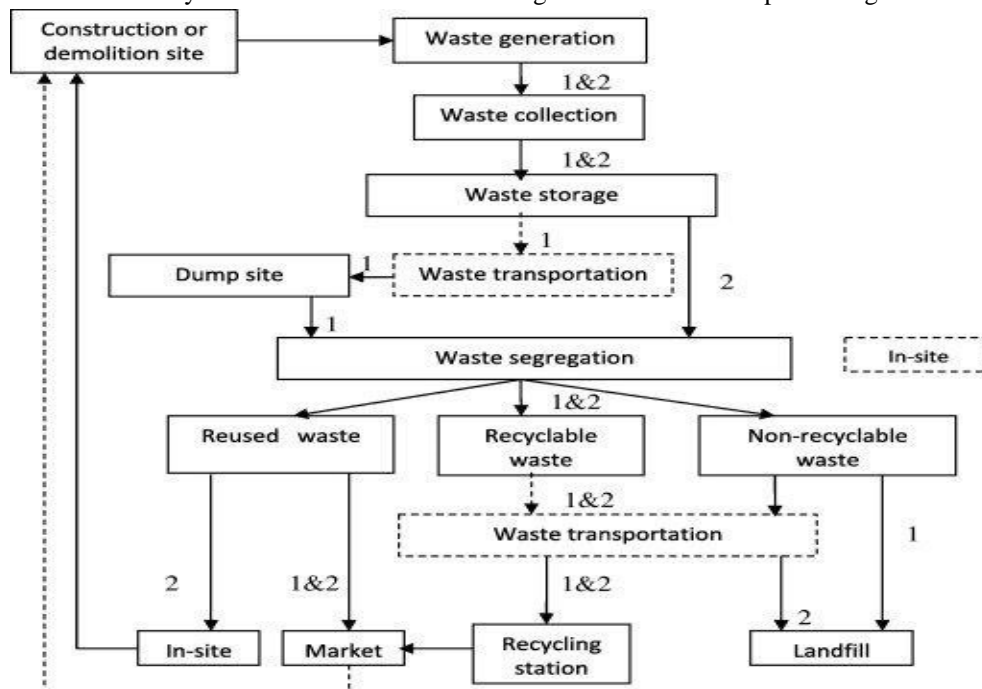 Construction or
demolition site
Waste generation
1&2
Waste collection
1&2
Waste storage
1
Dump site
1
Waste transportation
2
1
Waste segregation
In-site
1&2
Reused waste
Recyclable
waste
Non-recyclable
waste
1&2
Waste transportation
1
2
1&2
1&2
2
In-site
Market
Recycling
station
Landfill